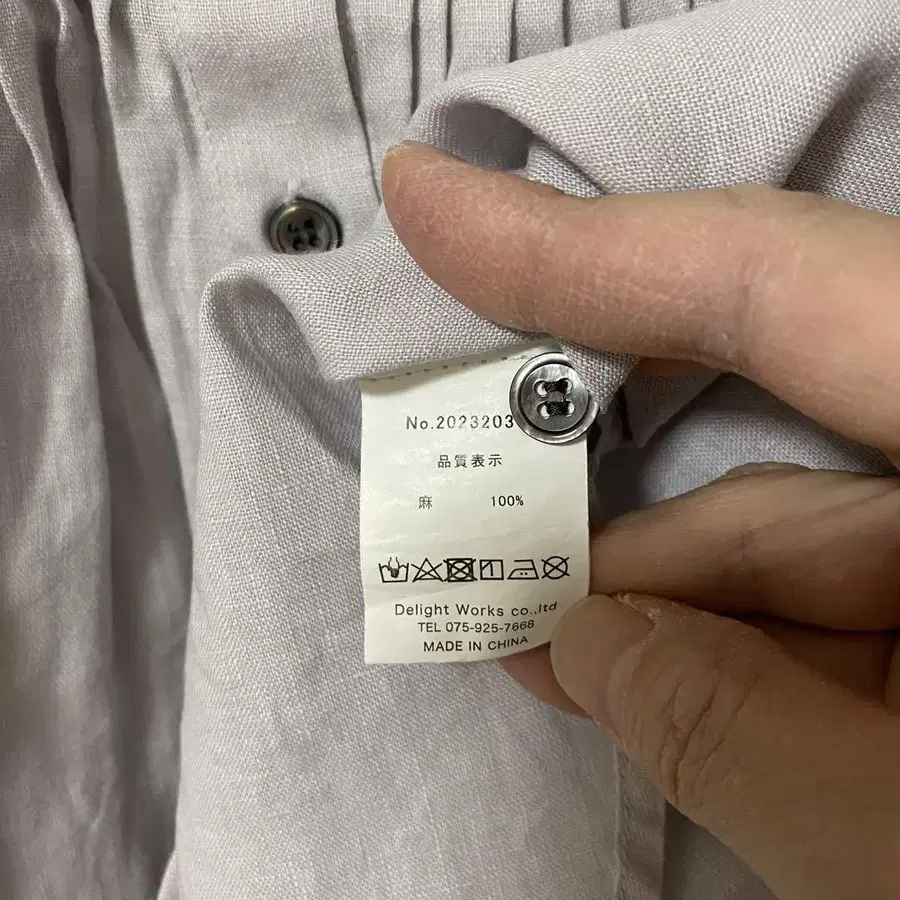 No.2023203
品質表示
麻 100%
Delight Works co.,ltd
TEL 075-925-7668
MADE IN CHINA